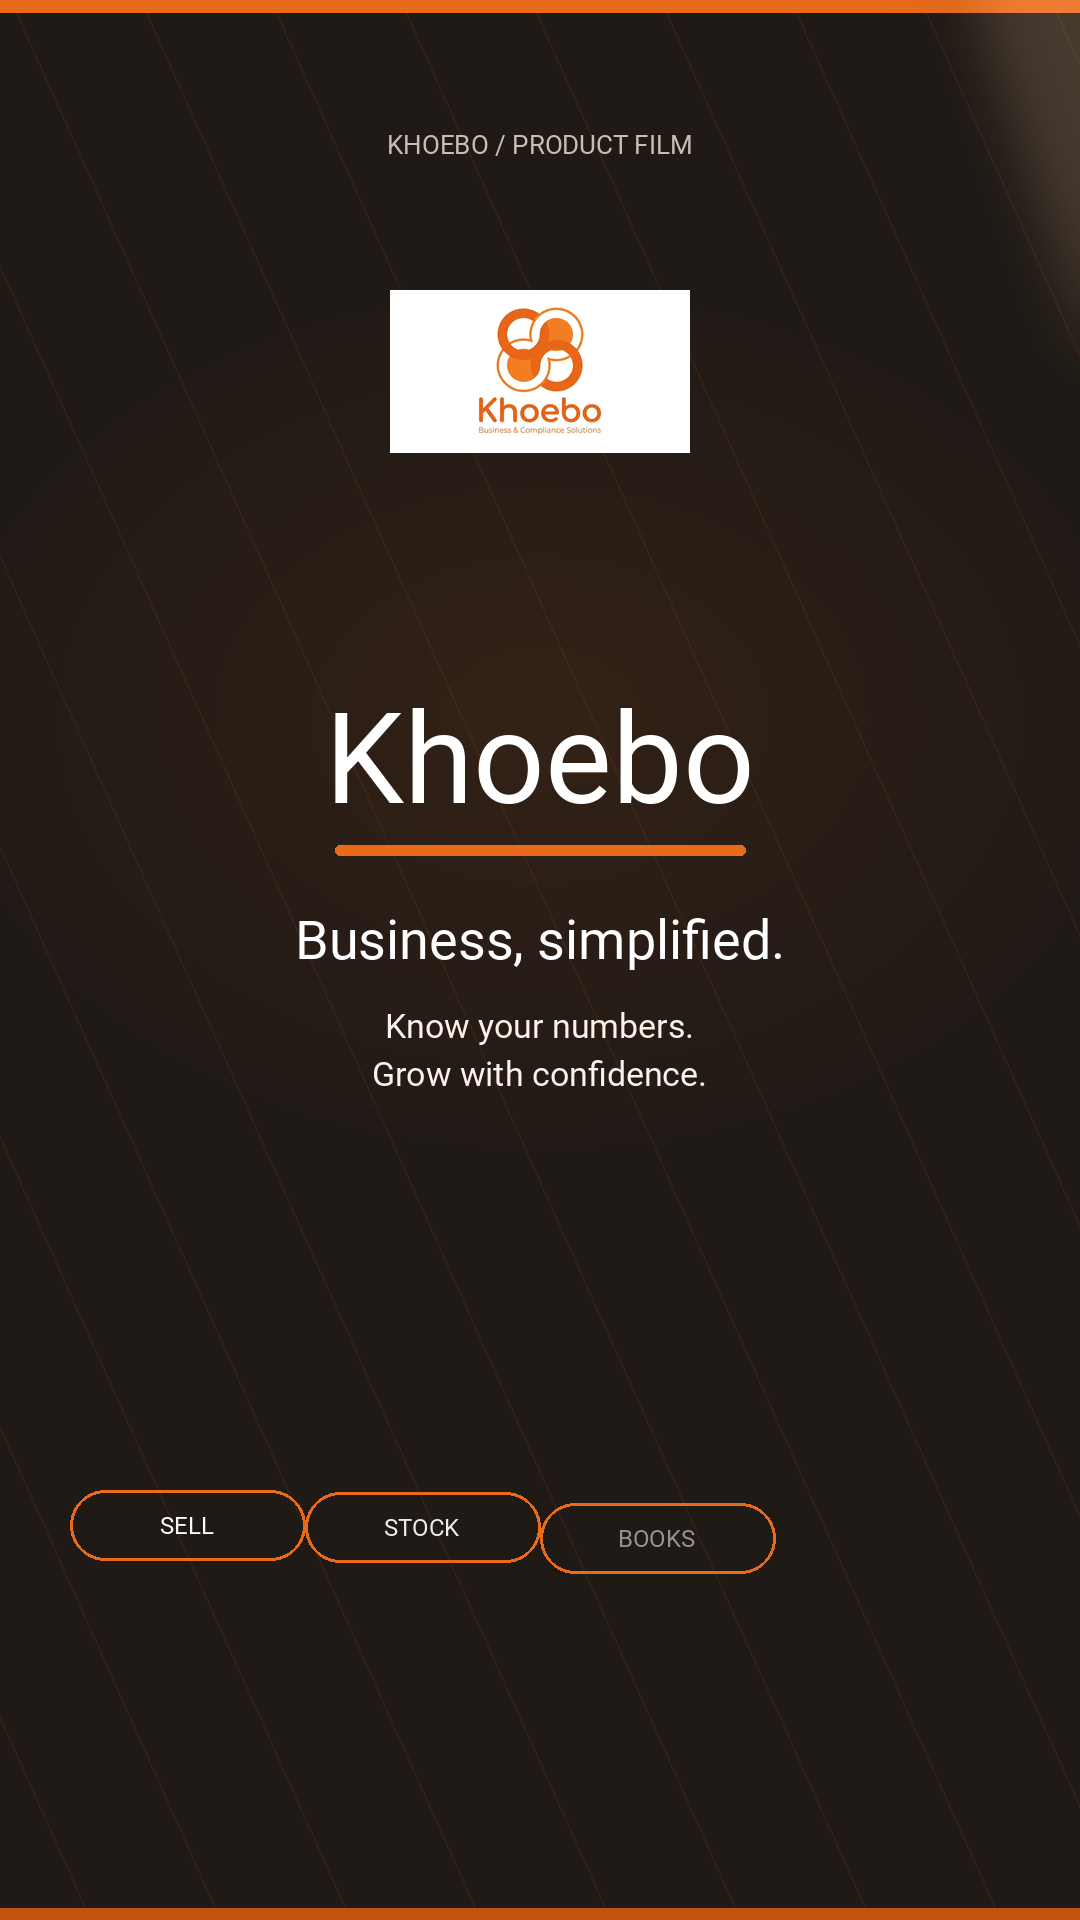 KHOEBO / PRODUCT FILM
Khoebo
Business & Compliance Solutions
Khoebo
Business, simplified.
Know your numbers.
Grow with confidence.
SELL
STOCK
BOOKS